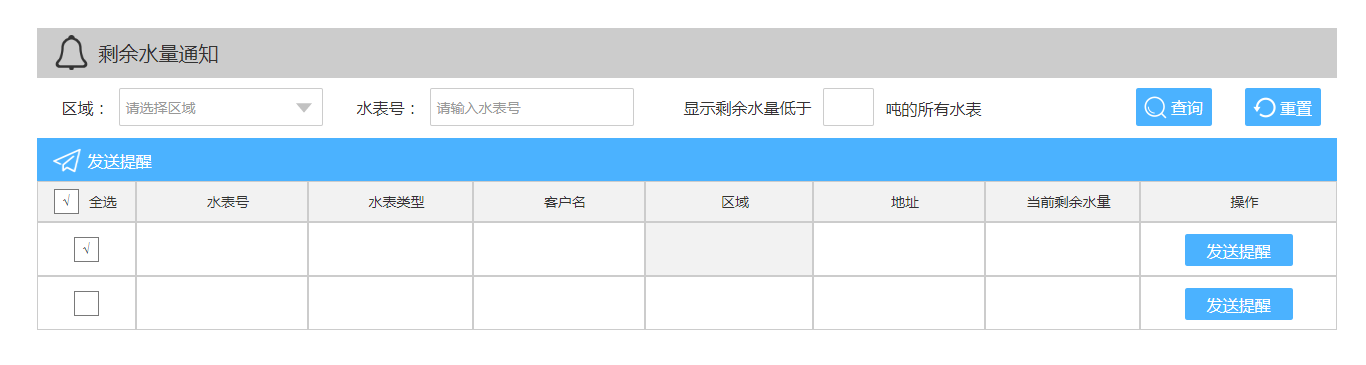 剩余水量通知
区域： 请选择区域 水表号： 请输入水表号 显示剩余水量低于 吨的所有水表 查询 重置
发送提醒
√ 全选 水表号 水表类型 客户名 区域 地址 当前剩余水量 操作
√ 发送提醒
发送提醒